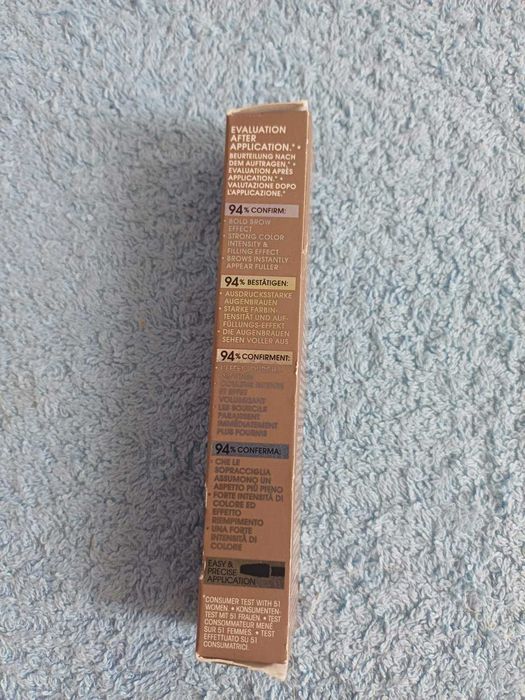 EVALUATION
AFTER
APPLICATION.* •
BEURTEILUNG NACH
DEM AUFTRAGEN.* •
EVALUATION APRÈS
APPLICATION.* •
VALUTAZIONE DOPO
L'APPLICAZIONE.*
94% CONFIRM:
• BOLD BROW
EFFECT
• STRONG COLOR
INTENSITY &
FILLING EFFECT
• BROWS INSTANTLY
APPEAR FULLER
94% BESTÄTIGEN:
• AUSDRUCKSSTARKE
AUGENBRAUEN
• STARKE FARBIN-
TENSITÄT UND AUF-
FÜLLUNGS-EFFEKT
• DIE AUGENBRAUEN
SEHEN VOLLER AUS
94% CONFIRMENT:
COULEUR INTENSE
ET EFFET
VOLUMISANT
• LES SOURCILS
PARAISSENT
IMMÉDIATEMENT
PLUS FOURNIS
94% CONFERMA:
• CHE LE
SOPRACCIGLIA
ASSUMONO UN
ASPETTO PIÙ PIENO
• FORTE INTENSITÀ DI
COLORE ED
EFFETTO
RIEMPIMENTO
• UNA FORTE
INTENSITÀ DI
COLORE
EASY &
PRECISE
APPLICATION
*CONSUMER TEST WITH 51
WOMEN. • KONSUMENTEN-
TEST MIT 51 FRAUEN. • TEST
CONSOMMATEUR MENÉ
SUR 51 FEMMES. • TEST
EFFETTUATO SU 51
CONSUMATRICI.